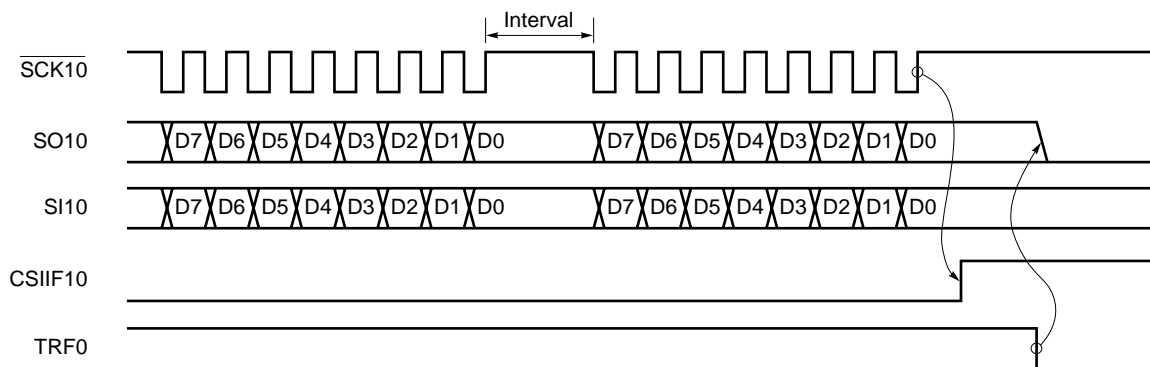 Interval
SCK10
SO10 D7 D6 D5 D4 D3 D2 D1 D0 D7 D6 D5 D4 D3 D2 D1 D0
SI10 D7 D6 D5 D4 D3 D2 D1 D0 D7 D6 D5 D4 D3 D2 D1 D0
CSIIF10
TRF0